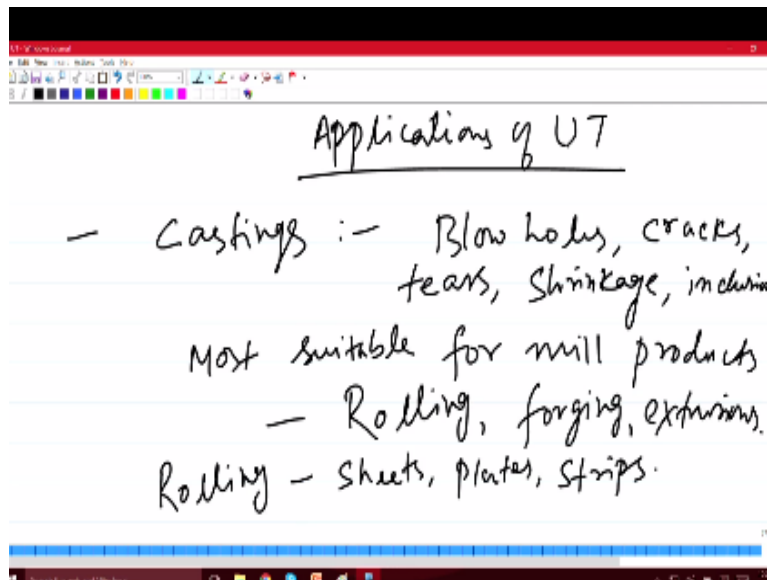 Applications of UT
- Castings :- Blow holes, cracks,
tears, Shrinkage, inclusio
Most suitable for mill products
- Rolling, forging, extrusions.
Rolling - Sheets, plates, strips.